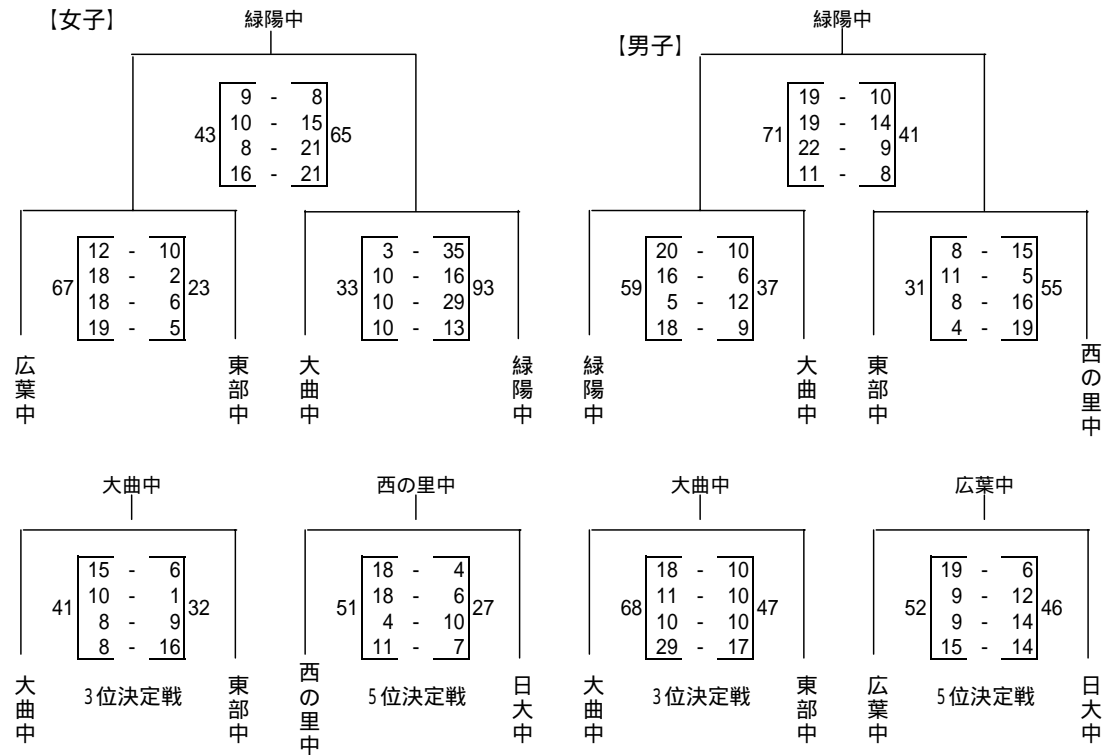 【女子】
緑陽中
43
9 - 8
10 - 15
8 - 21
16 - 21
65
67
12 - 10
18 - 2
18 - 6
19 - 5
23
広葉中
東部中
33
3 - 35
10 - 16
10 - 29
10 - 13
93
大曲中
緑陽中
【男子】
緑陽中
71
19 - 10
19 - 14
22 - 9
11 - 8
41
59
20 - 10
16 - 6
5 - 12
18 - 9
37
緑陽中
大曲中
31
8 - 15
11 - 5
8 - 16
4 - 19
55
東部中
西の里中
大曲中
41
15 - 6
10 - 1
8 - 9
8 - 16
32
大曲中
3位決定戦
東部中
西の里中
51
18 - 4
18 - 6
4 - 10
11 - 7
27
西の里中
5位決定戦
日大中
大曲中
68
18 - 10
11 - 10
10 - 10
29 - 17
47
大曲中
3位決定戦
東部中
広葉中
52
19 - 6
9 - 12
9 - 14
15 - 14
46
広葉中
5位決定戦
日大中